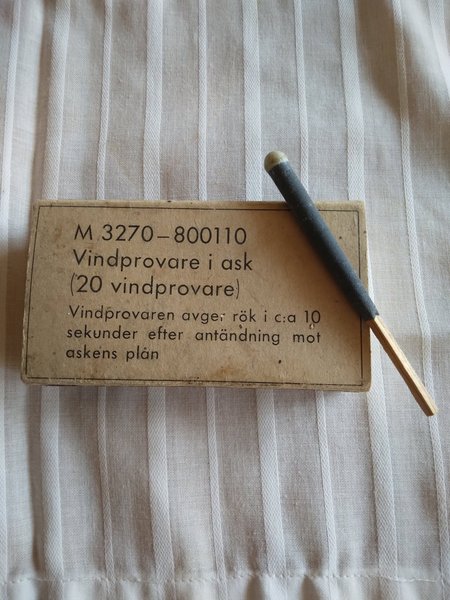 M 3270-800110
Vindprovare i ask
(20 vindprovare)
Vindprovaren avger rök i c:a 10
sekunder efter antändning mot
askens plån